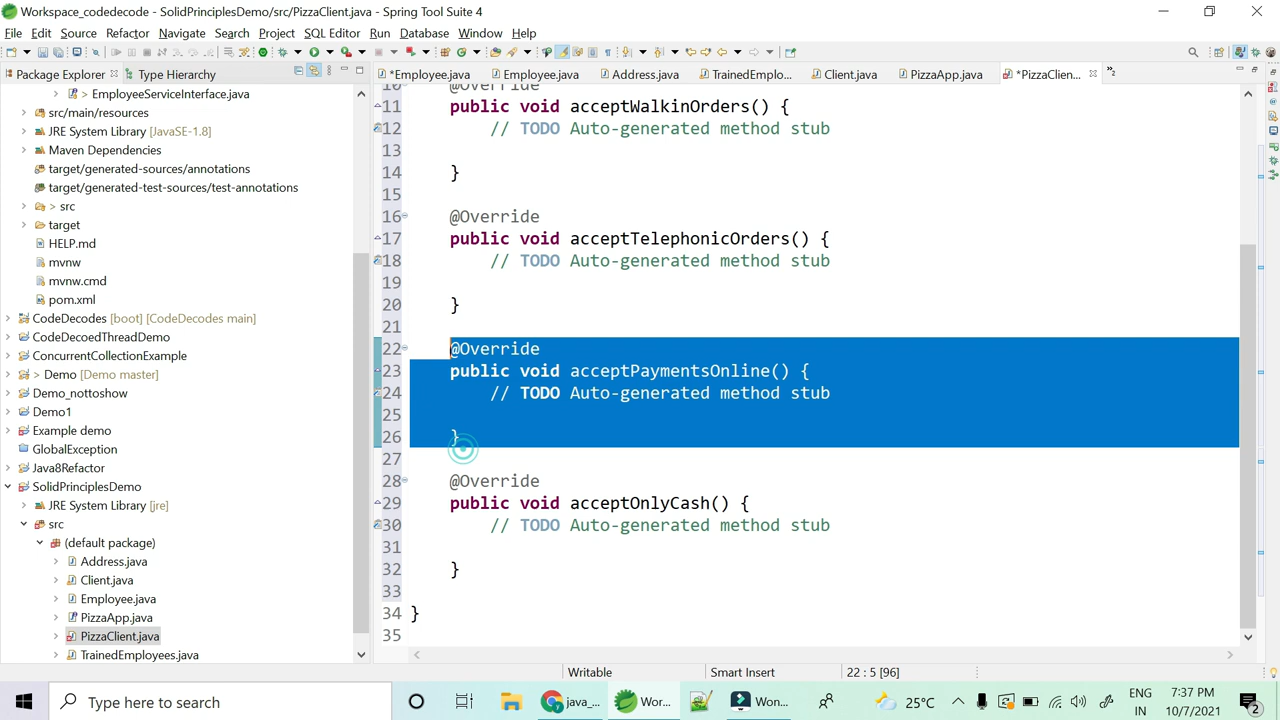 Workspace_codedecode - SolidPrinciplesDemo/src/PizzaClient.java - Spring Tool Suite 4
File Edit Source Refactor Navigate Search Project SQL Editor Run Database Window Help
Package Explorer Type Hierarchy
*Employee.java Employee.java Address.java TrainedEmplo... Client.java PizzaApp.java *PizzaClien...
> EmployeeServiceInterface.java
src/main/resources
JRE System Library [JavaSE-1.8]
Maven Dependencies
target/generated-sources/annotations
target/generated-test-sources/test-annotations
> src
target
HELP.md
mvnw
mvnw.cmd
pom.xml
CodeDecodes [boot] [CodeDecodes main]
CodeDecoedThreadDemo
ConcurrentCollectionExample
> Demo [Demo master]
Demo_nottoshow
Demo1
Example demo
GlobalException
Java8Refactor
SolidPrinciplesDemo
JRE System Library [jre]
src
(default package)
Address.java
Client.java
Employee.java
PizzaApp.java
PizzaClient.java
TrainedEmployees.java
10 @Override
11 public void acceptWalkinOrders() {
12 // TODO Auto-generated method stub
13
14 }
15
16 @Override
17 public void acceptTelephonicOrders() {
18 // TODO Auto-generated method stub
19
20 }
21
22 @Override
23 public void acceptPaymentsOnline() {
24 // TODO Auto-generated method stub
25
26 }
27
28 @Override
29 public void acceptOnlyCash() {
30 // TODO Auto-generated method stub
31
32 }
33
34 }
35
Writable Smart Insert 22 : 5 [96]
Type here to search
java_... Wor... Won...
25°C
ENG
IN
7:37 PM
10/7/2021
2